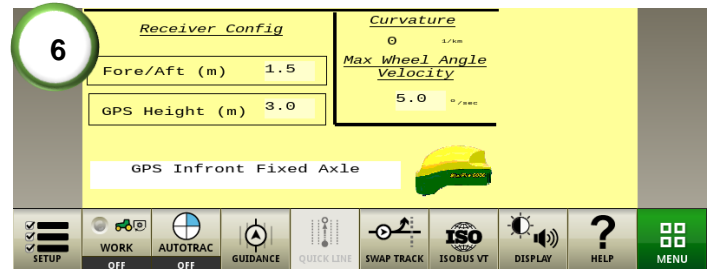 6
Receiver Config
Fore/Aft (m) 1.5
GPS Height (m) 3.0
Curvature
0 1/km
Max Wheel Angle
Velocity
5.0 °/sec
GPS Infront Fixed Axle
SETUP
WORK
OFF
AUTOTRAC
OFF
GUIDANCE
QUICK LINE
SWAP TRACK
ISO
ISOBUS VT
DISPLAY
?
HELP
MENU